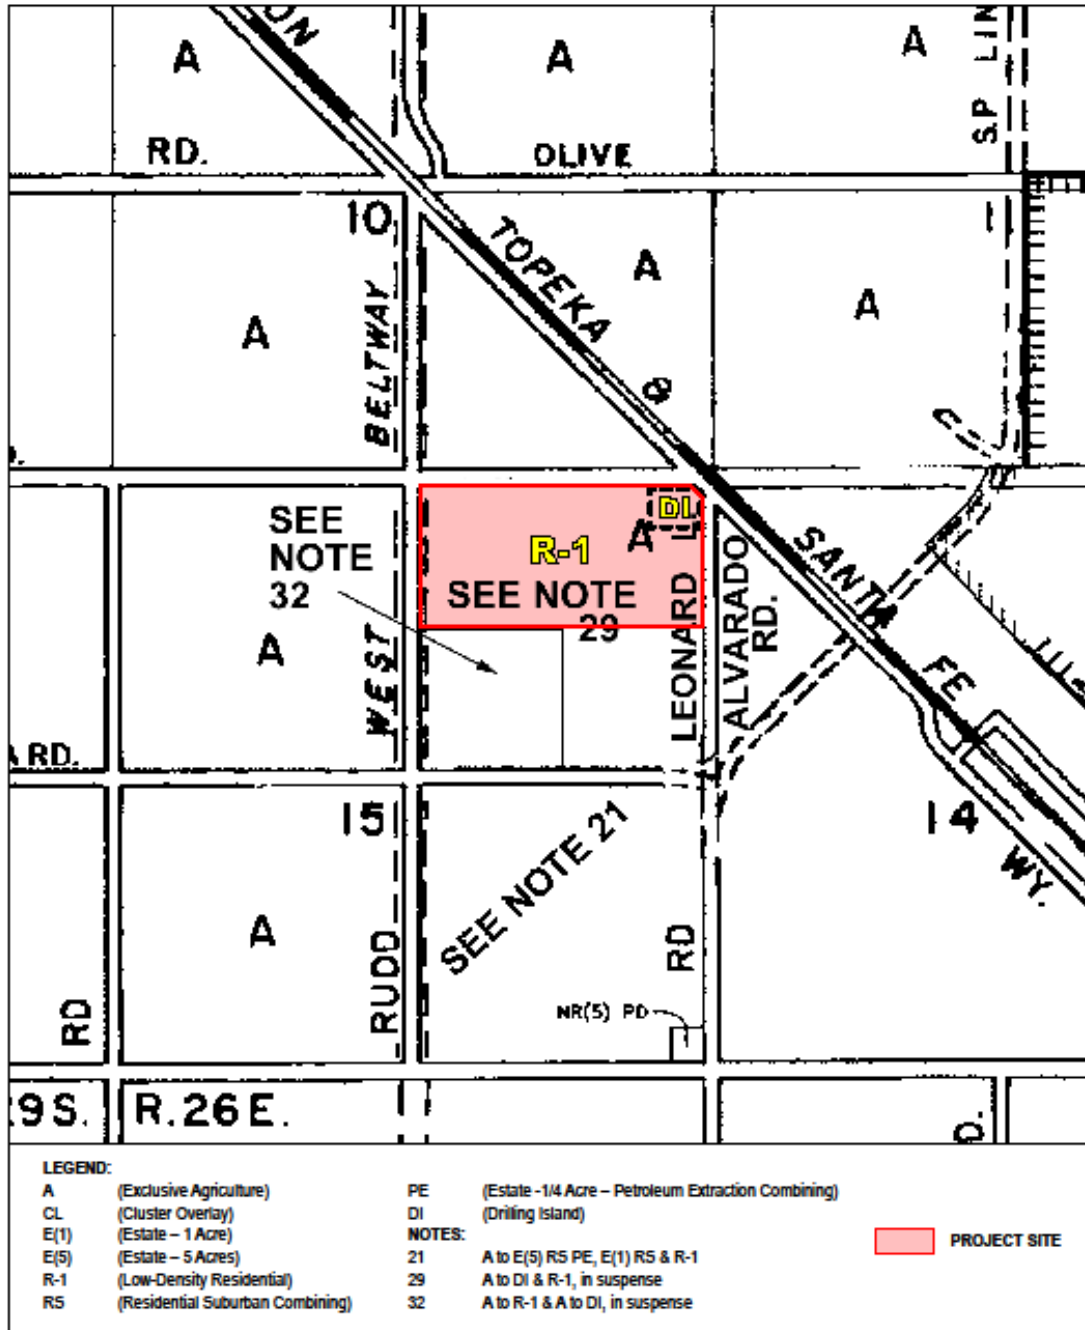 ON
A
A
A
S.P LIN
RD.
OLIVE
10
1
TOPEKA
A
A
A
BELTWAY
&
DI
SEE
NOTE
32
R-1
A
SEE NOTE
29
SANTA
FE
LEONARD
ALVARADO
RD.
A
WEST
RD.
15
14
SEE NOTE 21
WY.
A
RUDD
RD
RD
NR(5) PD
9 S.
R. 26 E.
LEGEND:
A (Exclusive Agriculture)
CL (Cluster Overlay)
E(1) (Estate – 1 Acre)
E(5) (Estate – 5 Acres)
R-1 (Low-Density Residential)
RS (Residential Suburban Combining)
PE (Estate -1/4 Acre – Petroleum Extraction Combining)
DI (Drilling Island)
NOTES:
21 A to E(5) RS PE, E(1) RS & R-1
29 A to DI & R-1, in suspense
32 A to R-1 & A to DI, in suspense
PROJECT SITE